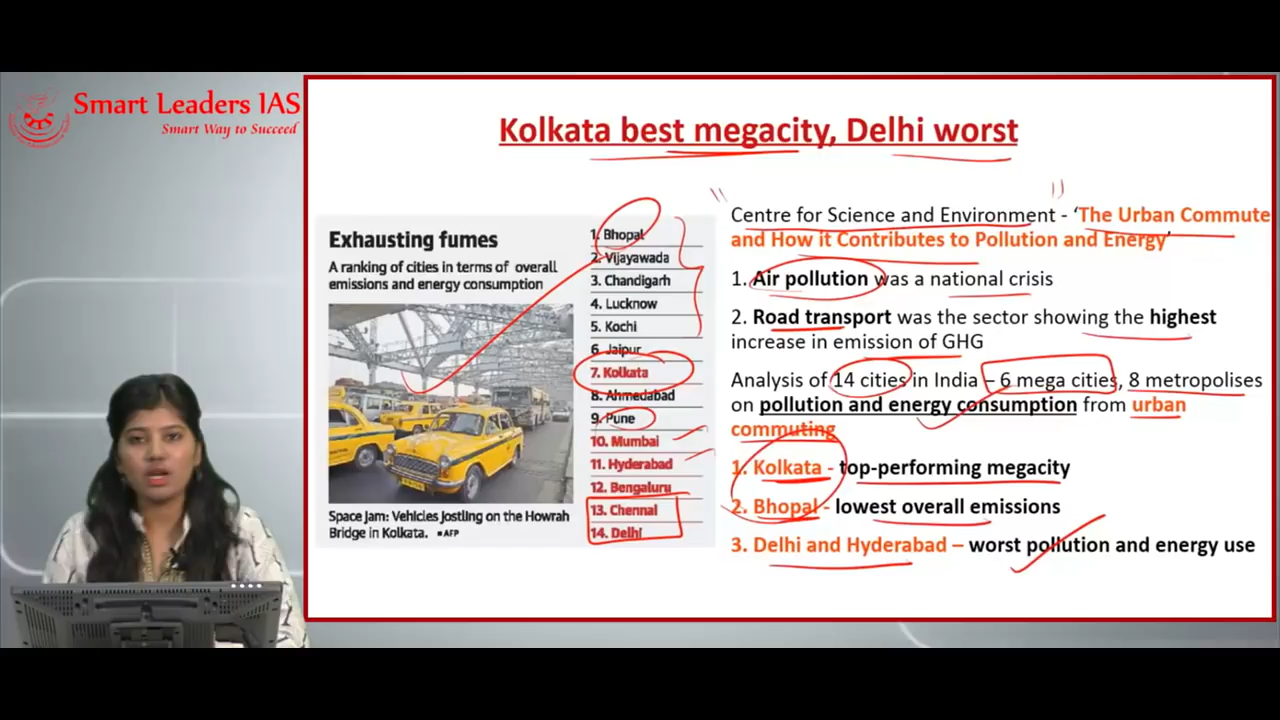 Smart Leaders IAS
Smart Way to Succeed
Kolkata best megacity, Delhi worst
Exhausting fumes
A ranking of cities in terms of overall
emissions and energy consumption
Space jam: Vehicles jostling on the Howrah
Bridge in Kolkata. ■AFP
1. Bhopal
2. Vijayawada
3. Chandigarh
4. Lucknow
5. Kochi
6. Jaipur
7. Kolkata
8. Ahmedabad
9. Pune
10. Mumbai
11. Hyderabad
12. Bengaluru
13. Chennal
14. Delhi
Centre for Science and Environment - ‘The Urban Commute
and How it Contributes to Pollution and Energy’
1. Air pollution was a national crisis
2. Road transport was the sector showing the highest
increase in emission of GHG
Analysis of 14 cities in India – 6 mega cities, 8 metropolises
on pollution and energy consumption from urban
commuting
1. Kolkata - top-performing megacity
2. Bhopal - lowest overall emissions
3. Delhi and Hyderabad – worst pollution and energy use